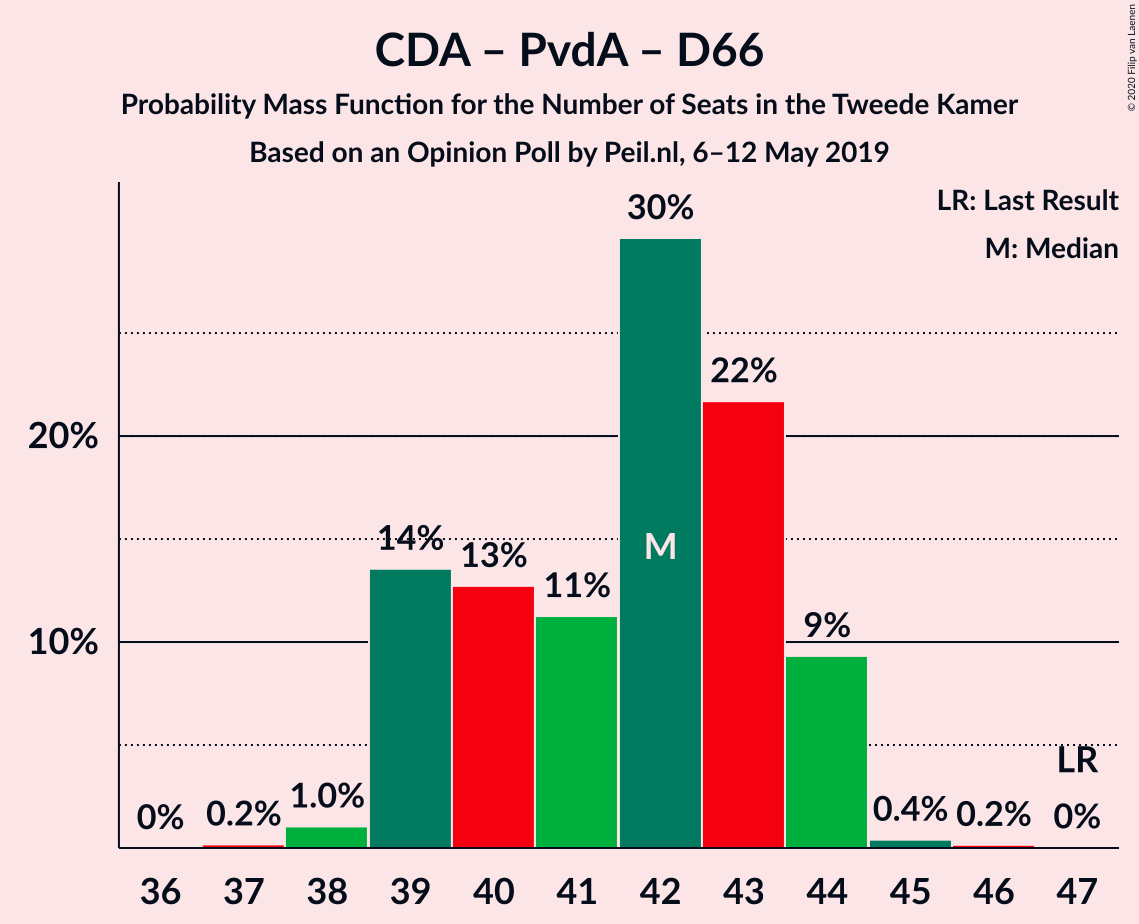 CDA – PvdA – D66
Probability Mass Function for the Number of Seats in the Tweede Kamer
Based on an Opinion Poll by Peil.nl, 6–12 May 2019
© 2020 Filip van Laenen
LR: Last Result
M: Median
20%
10%
0%
0.2%
1.0%
14%
13%
11%
30%
M
22%
9%
0.4%
0.2%
LR
0%
36 37 38 39 40 41 42 43 44 45 46 47